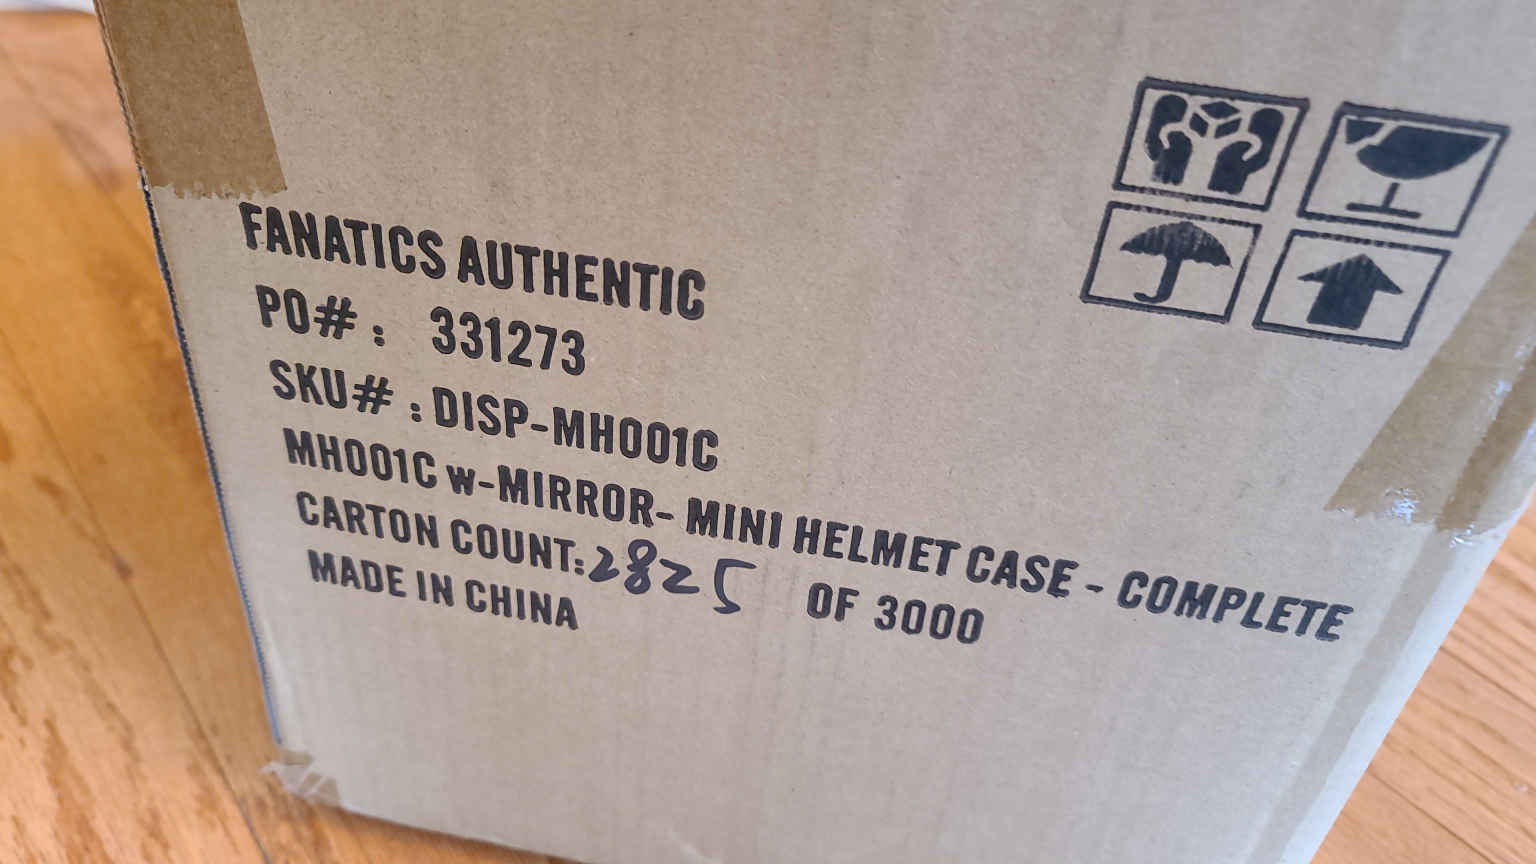 FANATICS AUTHENTIC
PO# : 331273
SKU# : DISP-MH001C
MH001C w-MIRROR- MINI HELMET CASE - COMPLETE
CARTON COUNT: 2825 OF 3000
MADE IN CHINA